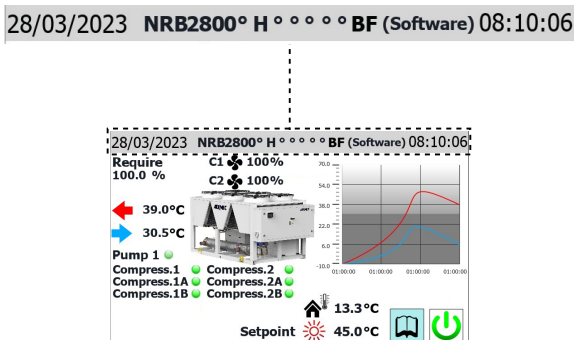 28/03/2023 NRB2800° H ° ° ° ° ° BF (Software) 08:10:06
28/03/2023 NRB2800° H ° ° ° ° ° BF (Software) 08:10:06
Require
100.0 %
C1 100%
C2 100%
39.0°C
30.5°C
Pump 1
Compress.1 Compress.2
Compress.1A Compress.2A
Compress.1B Compress.2B
70.0
54.0
38.0
22.0
6.0
-10.0
01:00:00 01:00:00 01:00:00 01:00:00
13.3°C
Setpoint 45.0°C